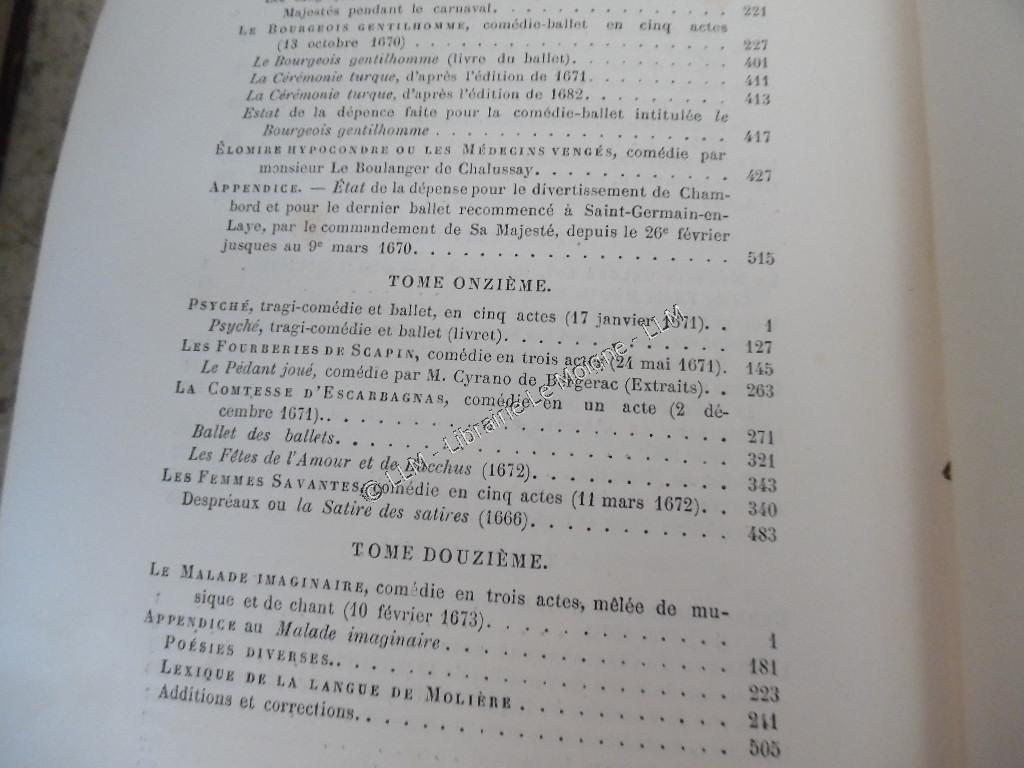 Majestés pendant le carnaval. . . . . . . . . . . . . 221
LE BOURGEOIS GENTILHOMME, comédie-ballet en cinq actes
(13 octobre 1670) . . . . . . . . . . . . . . . . . . 227
Le Bourgeois gentilhomme (livre du ballet). . . . . . . . . . 401
La Cérémonie turque, d'après l'édition de 1671. . . . . . . . . 411
La Cérémonie turque, d'après l'édition de 1682. . . . . . . . . 413
Estat de la dépence faite pour la comédie-ballet intitulée le
Bourgeois gentilhomme . . . . . . . . . . . . . . . . . 417
ÉLOMIRE HYPOCONDRE OU LES MÉDECINS VENGÉS, comédie par
monsieur Le Boulanger de Chalussay. . . . . . . . . . . . 427
APPENDICE. — État de la dépense pour le divertissement de Cham-
bord et pour le dernier ballet recommencé à Saint-Germain-en-
Laye, par le commandement de Sa Majesté, depuis le 26e février
jusques au 9e mars 1670. . . . . . . . . . . . . . . . . . 515
TOME ONZIÈME.
PSYCHÉ, tragi-comédie et ballet, en cinq actes (17 janvier 1671). . 1
Psyché, tragi-comédie et ballet (livret). . . . . . . . . . . . 127
LES FOURBERIES DE SCAPIN, comédie en trois actes (24 mai 1671). 145
Le Pédant joué, comédie par M. Cyrano de Bergerac (Extraits). . 263
LA COMTESSE D'ESCARBAGNAS, comédie en un acte (2 dé-
cembre 1671). . . . . . . . . . . . . . . . . . . . . 271
Ballet des ballets. . . . . . . . . . . . . . . . . . . . 321
Les Fêtes de l'Amour et de Bacchus (1672). . . . . . . . . . . 343
LES FEMMES SAVANTES, comédie en cinq actes (11 mars 1672). . 340
Despréaux ou la Satire des satires (1666). . . . . . . . . . . 483
TOME DOUZIÈME.
LE MALADE IMAGINAIRE, comédie en trois actes, mêlée de mu-
sique et de chant (10 février 1673). . . . . . . . . . . . . 1
APPENDICE au Malade imaginaire . . . . . . . . . . . . . . . 181
POÉSIES DIVERSES. . . . . . . . . . . . . . . . . . . . 223
LEXIQUE DE LA LANGUE DE MOLIÈRE . . . . . . . . . . . 241
Additions et corrections. . . . . . . . . . . . . . . . . . . 505
© LLM - Librairie Le Moigne - LLM